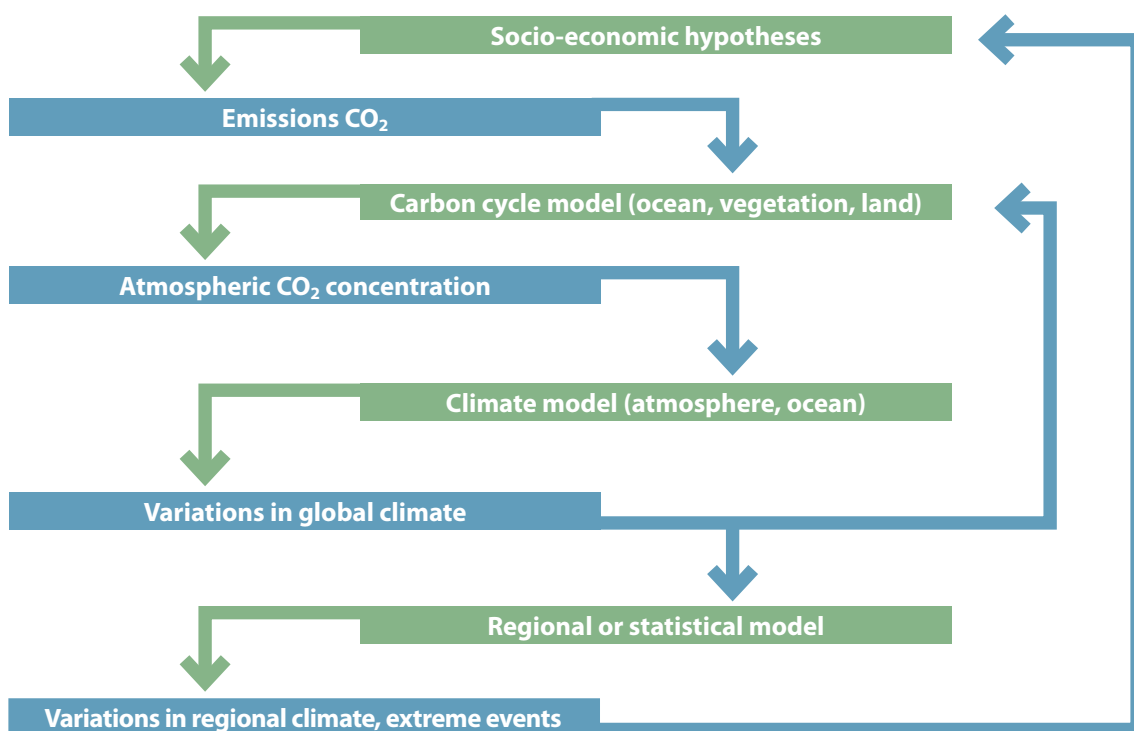 Socio-economic hypotheses
Emissions CO₂
Carbon cycle model (ocean, vegetation, land)
Atmospheric CO₂ concentration
Climate model (atmosphere, ocean)
Variations in global climate
Regional or statistical model
Variations in regional climate, extreme events